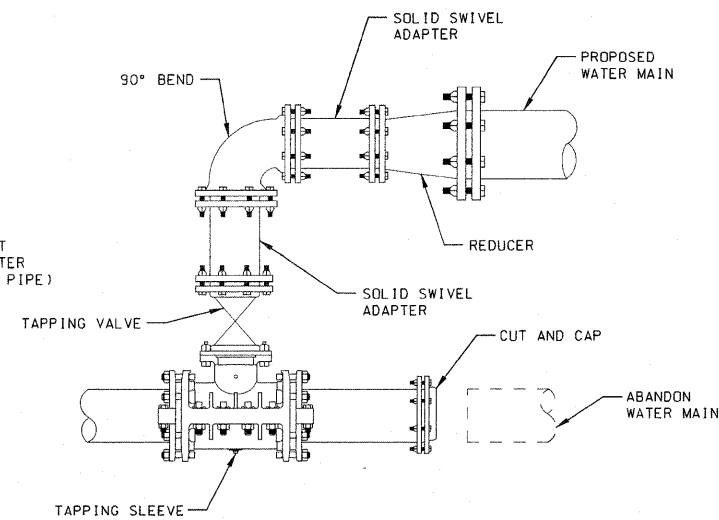 SOLID SWIVEL
ADAPTER
PROPOSED
WATER MAIN
90° BEND
REDUCER
T
TER
PIPE)
SOLID SWIVEL
ADAPTER
TAPPING VALVE
CUT AND CAP
ABANDON
WATER MAIN
TAPPING SLEEVE